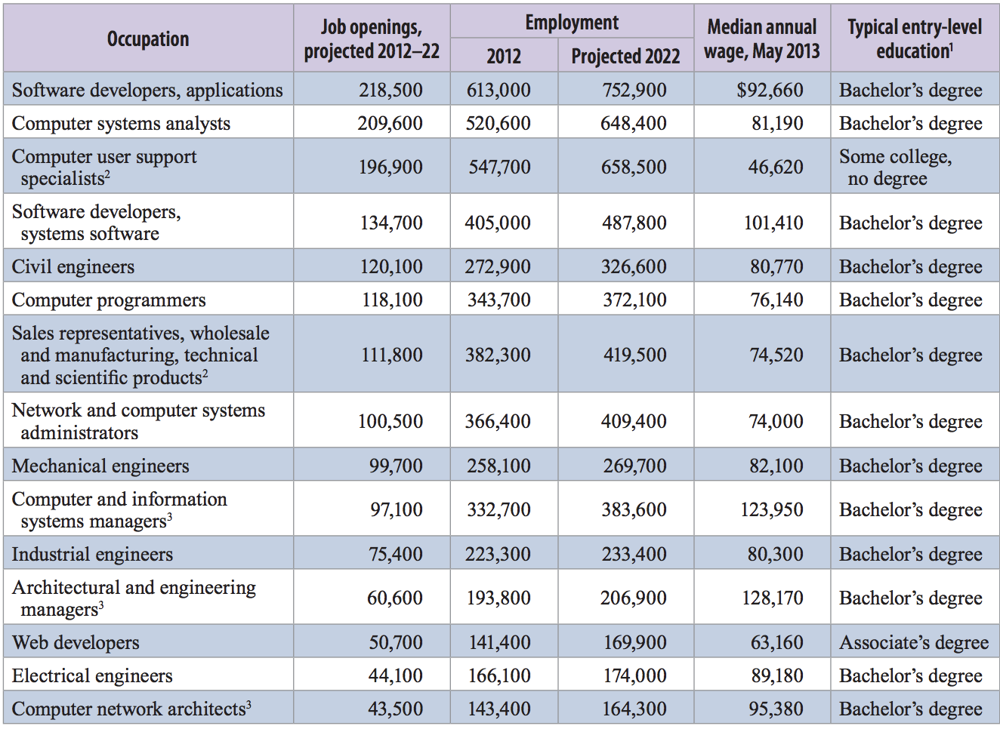 Occupation
Job openings,
projected 2012–22
Employment
2012
Projected 2022
Median annual
wage, May 2013
Typical entry-level
education¹
Software developers, applications 218,500 613,000 752,900 $92,660 Bachelor’s degree
Computer systems analysts 209,600 520,600 648,400 81,190 Bachelor’s degree
Computer user support
specialists² 196,900 547,700 658,500 46,620 Some college,
no degree
Software developers,
systems software 134,700 405,000 487,800 101,410 Bachelor’s degree
Civil engineers 120,100 272,900 326,600 80,770 Bachelor’s degree
Computer programmers 118,100 343,700 372,100 76,140 Bachelor’s degree
Sales representatives, wholesale
and manufacturing, technical
and scientific products² 111,800 382,300 419,500 74,520 Bachelor’s degree
Network and computer systems
administrators 100,500 366,400 409,400 74,000 Bachelor’s degree
Mechanical engineers 99,700 258,100 269,700 82,100 Bachelor’s degree
Computer and information
systems managers³ 97,100 332,700 383,600 123,950 Bachelor’s degree
Industrial engineers 75,400 223,300 233,400 80,300 Bachelor’s degree
Architectural and engineering
managers³ 60,600 193,800 206,900 128,170 Bachelor’s degree
Web developers 50,700 141,400 169,900 63,160 Associate’s degree
Electrical engineers 44,100 166,100 174,000 89,180 Bachelor’s degree
Computer network architects³ 43,500 143,400 164,300 95,380 Bachelor’s degree